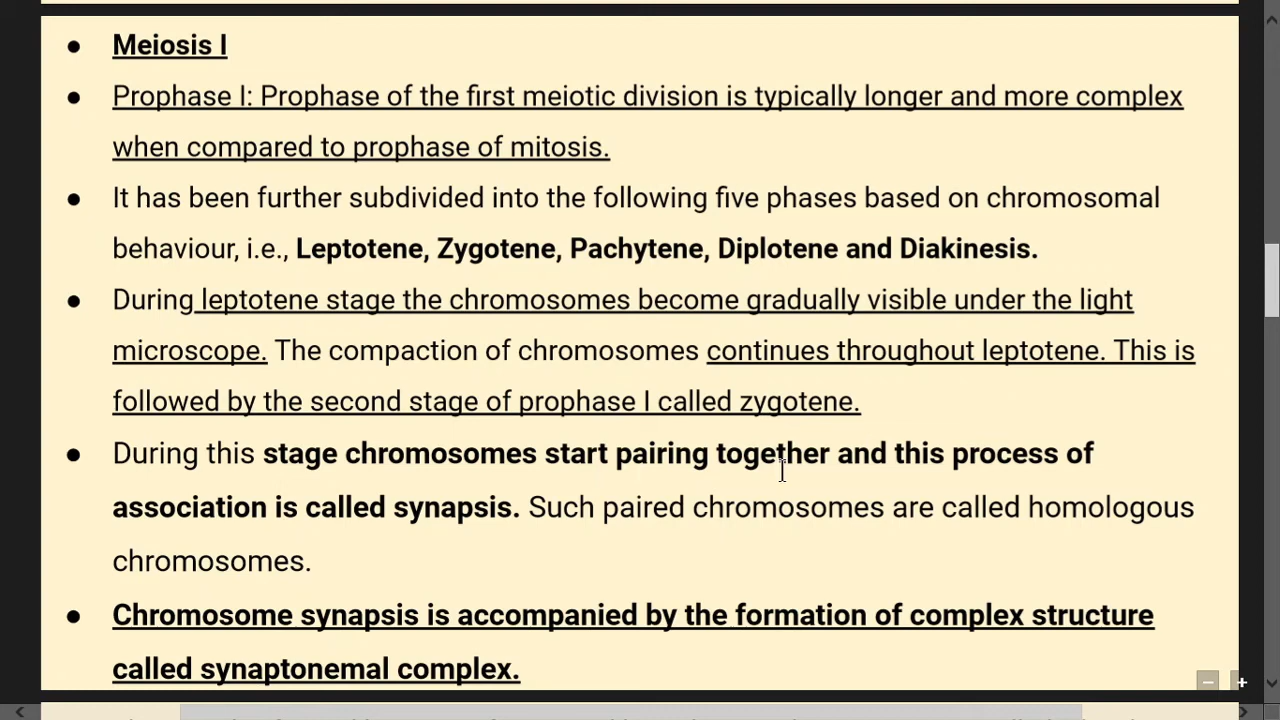 ● Meiosis I
● Prophase I: Prophase of the first meiotic division is typically longer and more complex
when compared to prophase of mitosis.
● It has been further subdivided into the following five phases based on chromosomal
behaviour, i.e., Leptotene, Zygotene, Pachytene, Diplotene and Diakinesis.
● During leptotene stage the chromosomes become gradually visible under the light
microscope. The compaction of chromosomes continues throughout leptotene. This is
followed by the second stage of prophase I called zygotene.
● During this stage chromosomes start pairing together and this process of
association is called synapsis. Such paired chromosomes are called homologous
chromosomes.
● Chromosome synapsis is accompanied by the formation of complex structure
called synaptonemal complex.